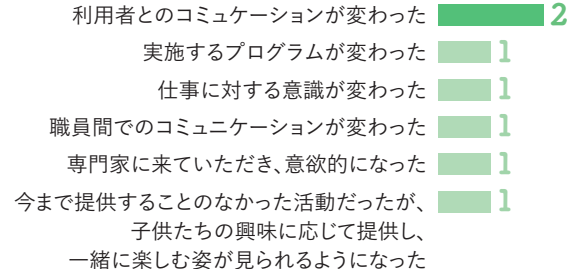 利用者とのコミュケーションが変わった 2
実施するプログラムが変わった 1
仕事に対する意識が変わった 1
職員間でのコミュニケーションが変わった 1
専門家に来ていただき、意欲的になった 1
今まで提供することのなかった活動だったが、 1
子供たちの興味に応じて提供し、
一緒に楽しむ姿が見られるようになった